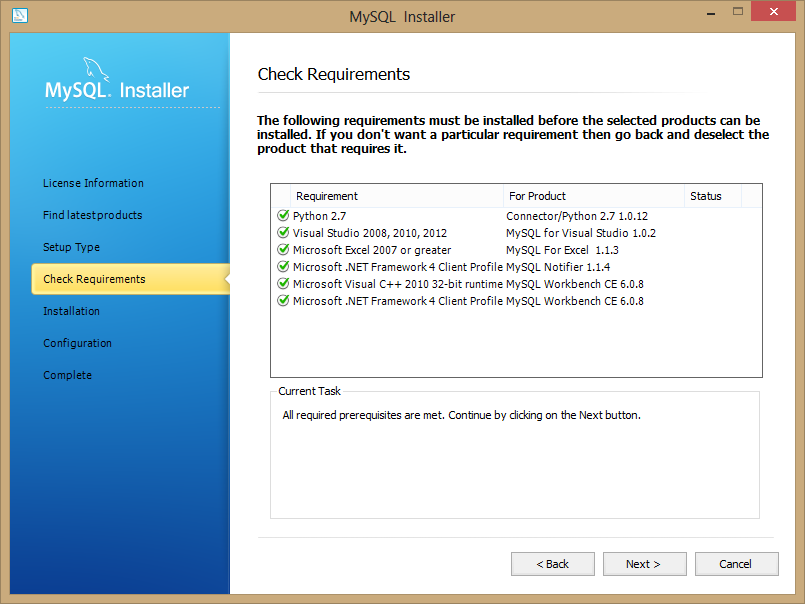 MySQL Installer
MySQL. Installer
License Information
Find latest products
Setup Type
Check Requirements
Installation
Configuration
Complete
Check Requirements
The following requirements must be installed before the selected products can be
installed. If you don't want a particular requirement then go back and deselect the
product that requires it.
Requirement For Product Status
Python 2.7 Connector/Python 2.7 1.0.12
Visual Studio 2008, 2010, 2012 MySQL for Visual Studio 1.0.2
Microsoft Excel 2007 or greater MySQL For Excel 1.1.3
Microsoft .NET Framework 4 Client Profile MySQL Notifier 1.1.4
Microsoft Visual C++ 2010 32-bit runtime MySQL Workbench CE 6.0.8
Microsoft .NET Framework 4 Client Profile MySQL Workbench CE 6.0.8
Current Task
All required prerequisites are met. Continue by clicking on the Next button.
< Back Next > Cancel